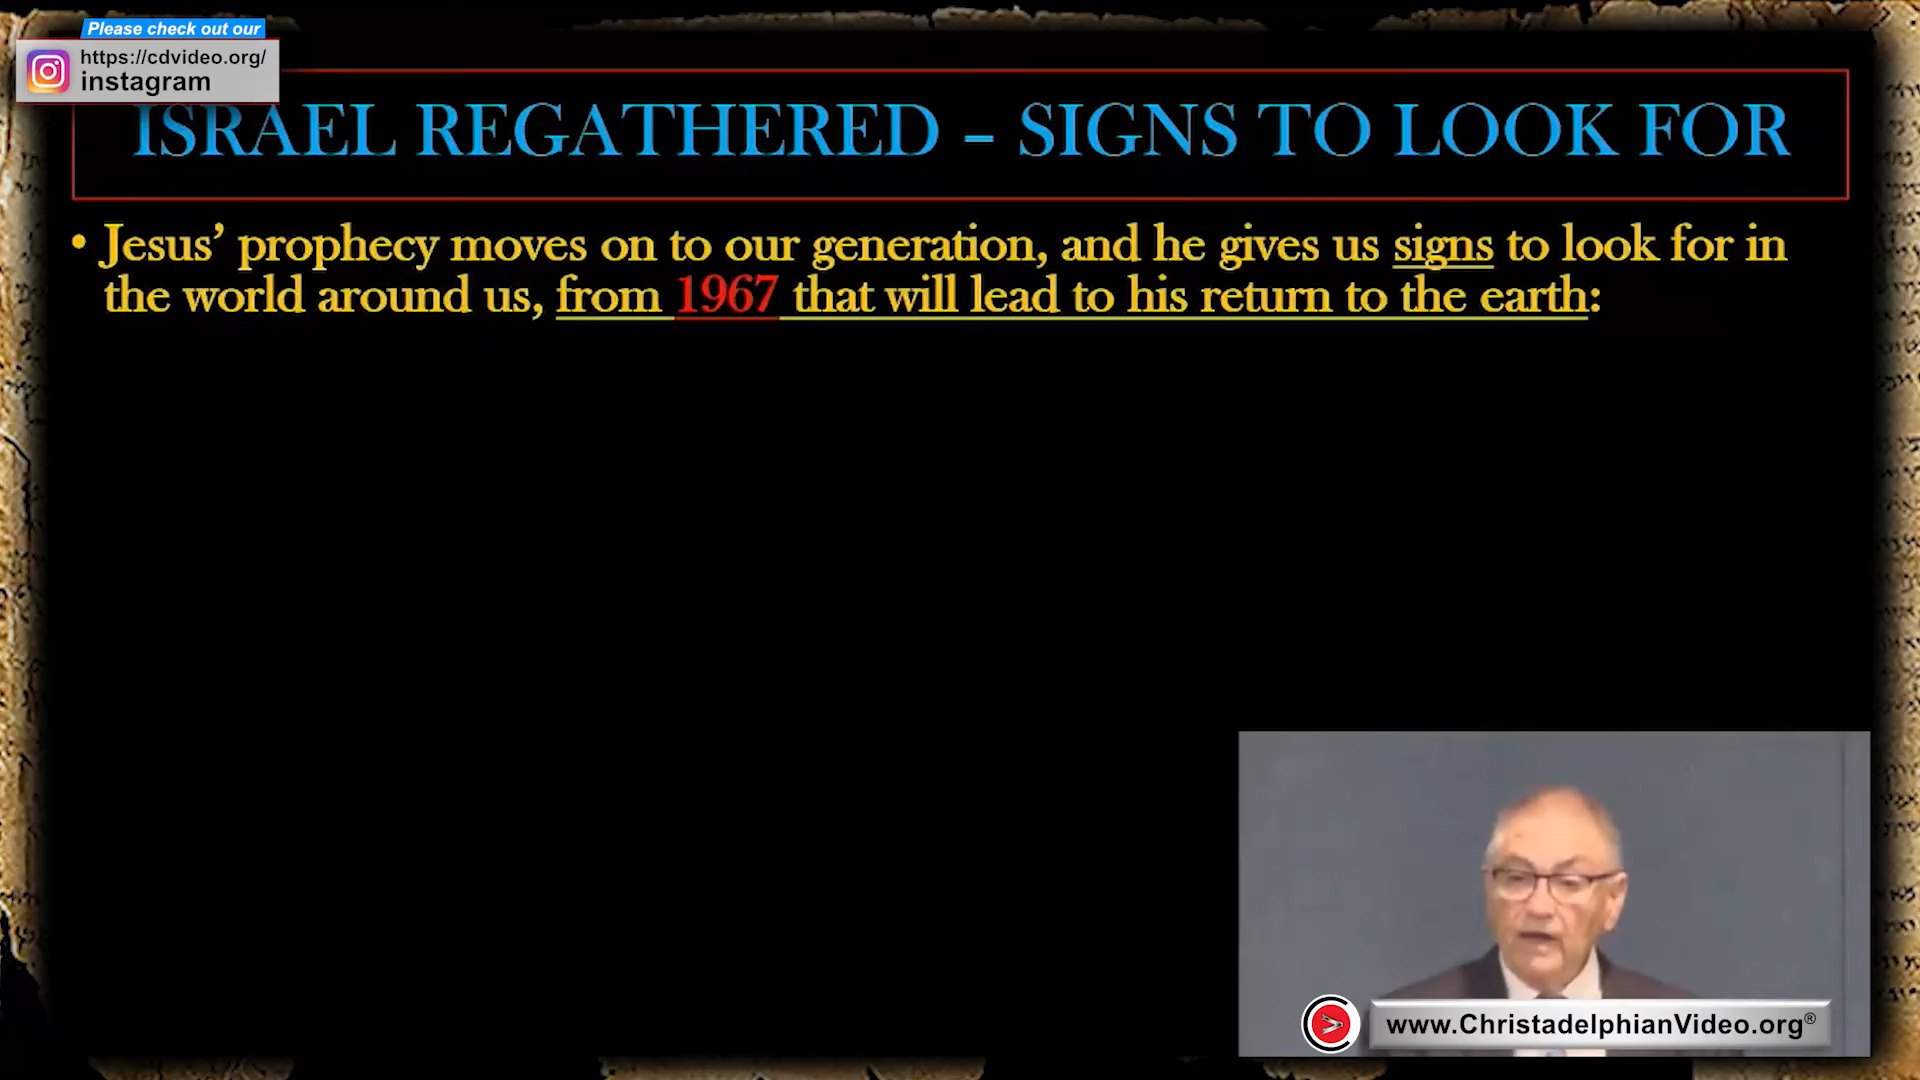 Please check out our
https://cdvideo.org/
instagram
ISRAEL REGATHERED – SIGNS TO LOOK FOR
• Jesus’ prophecy moves on to our generation, and he gives us signs to look for in
the world around us, from 1967 that will lead to his return to the earth:
www.ChristadelphianVideo.org®